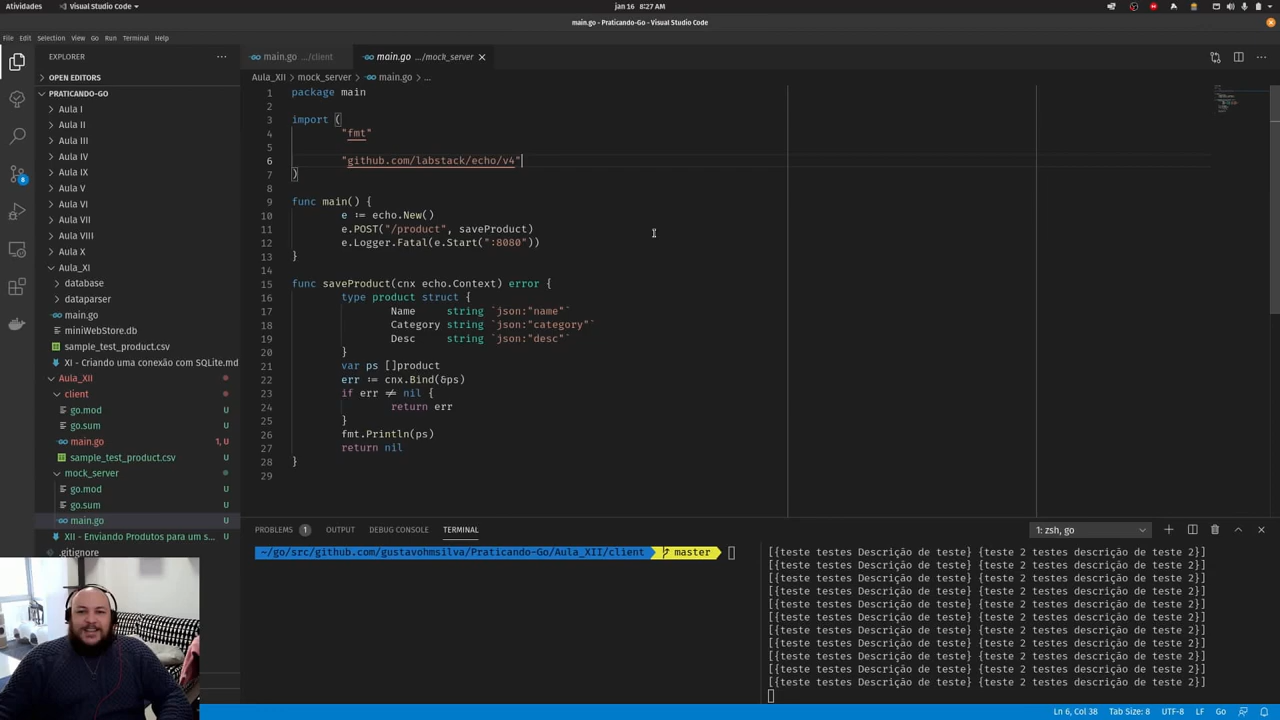 Atividades
Visual Studio Code
jan 16 8:27 AM
main.go - Praticando-Go - Visual Studio Code
File Edit Selection View Go Run Terminal Help
EXPLORER
main.go .../client
main.go .../mock_server
Aula_XII > mock_server > main.go ...
OPEN EDITORS
PRATICANDO-GO
Aula I
Aula II
Aula III
Aula IV
Aula V
Aula VI
Aula VII
Aula VIII
Aula X
Aula_XI
database
dataparser
main.go
miniWebStore.db
sample_test_product.csv
XI - Criando uma conexão com SQLite.md
Aula_XII
client
go.mod U
go.sum U
main.go 1, U
sample_test_product.csv U
mock_server
go.mod U
go.sum U
main.go U
XII - Enviando Produtos para um s... U
.gitignore
8
1 package main
2
3 import (
4 "fmt"
5
6 "github.com/labstack/echo/v4"
7 )
8
9 func main() {
10 e := echo.New()
11 e.POST("/product", saveProduct)
12 e.Logger.Fatal(e.Start(":8080"))
13 }
14
15 func saveProduct(cnx echo.Context) error {
16 type product struct {
17 Name string `json:"name"`
18 Category string `json:"category"`
19 Desc string `json:"desc"`
20 }
21 var ps []product
22 err := cnx.Bind(&ps)
23 if err ≠ nil {
24 return err
25 }
26 fmt.Println(ps)
27 return nil
28 }
29
PROBLEMS 1 OUTPUT DEBUG CONSOLE TERMINAL
1: zsh, go
~/go/src/github.com/gustavohmsilva/Praticando-Go/Aula_XII/client master
[{teste testes Descrição de teste} {teste 2 testes descrição de teste 2}]
[{teste testes Descrição de teste} {teste 2 testes descrição de teste 2}]
[{teste testes Descrição de teste} {teste 2 testes descrição de teste 2}]
[{teste testes Descrição de teste} {teste 2 testes descrição de teste 2}]
[{teste testes Descrição de teste} {teste 2 testes descrição de teste 2}]
[{teste testes Descrição de teste} {teste 2 testes descrição de teste 2}]
[{teste testes Descrição de teste} {teste 2 testes descrição de teste 2}]
[{teste testes Descrição de teste} {teste 2 testes descrição de teste 2}]
[{teste testes Descrição de teste} {teste 2 testes descrição de teste 2}]
[{teste testes Descrição de teste} {teste 2 testes descrição de teste 2}]
[{teste testes Descrição de teste} {teste 2 testes descrição de teste 2}]
Ln 6, Col 38 Tab Size: 8 UTF-8 LF Go